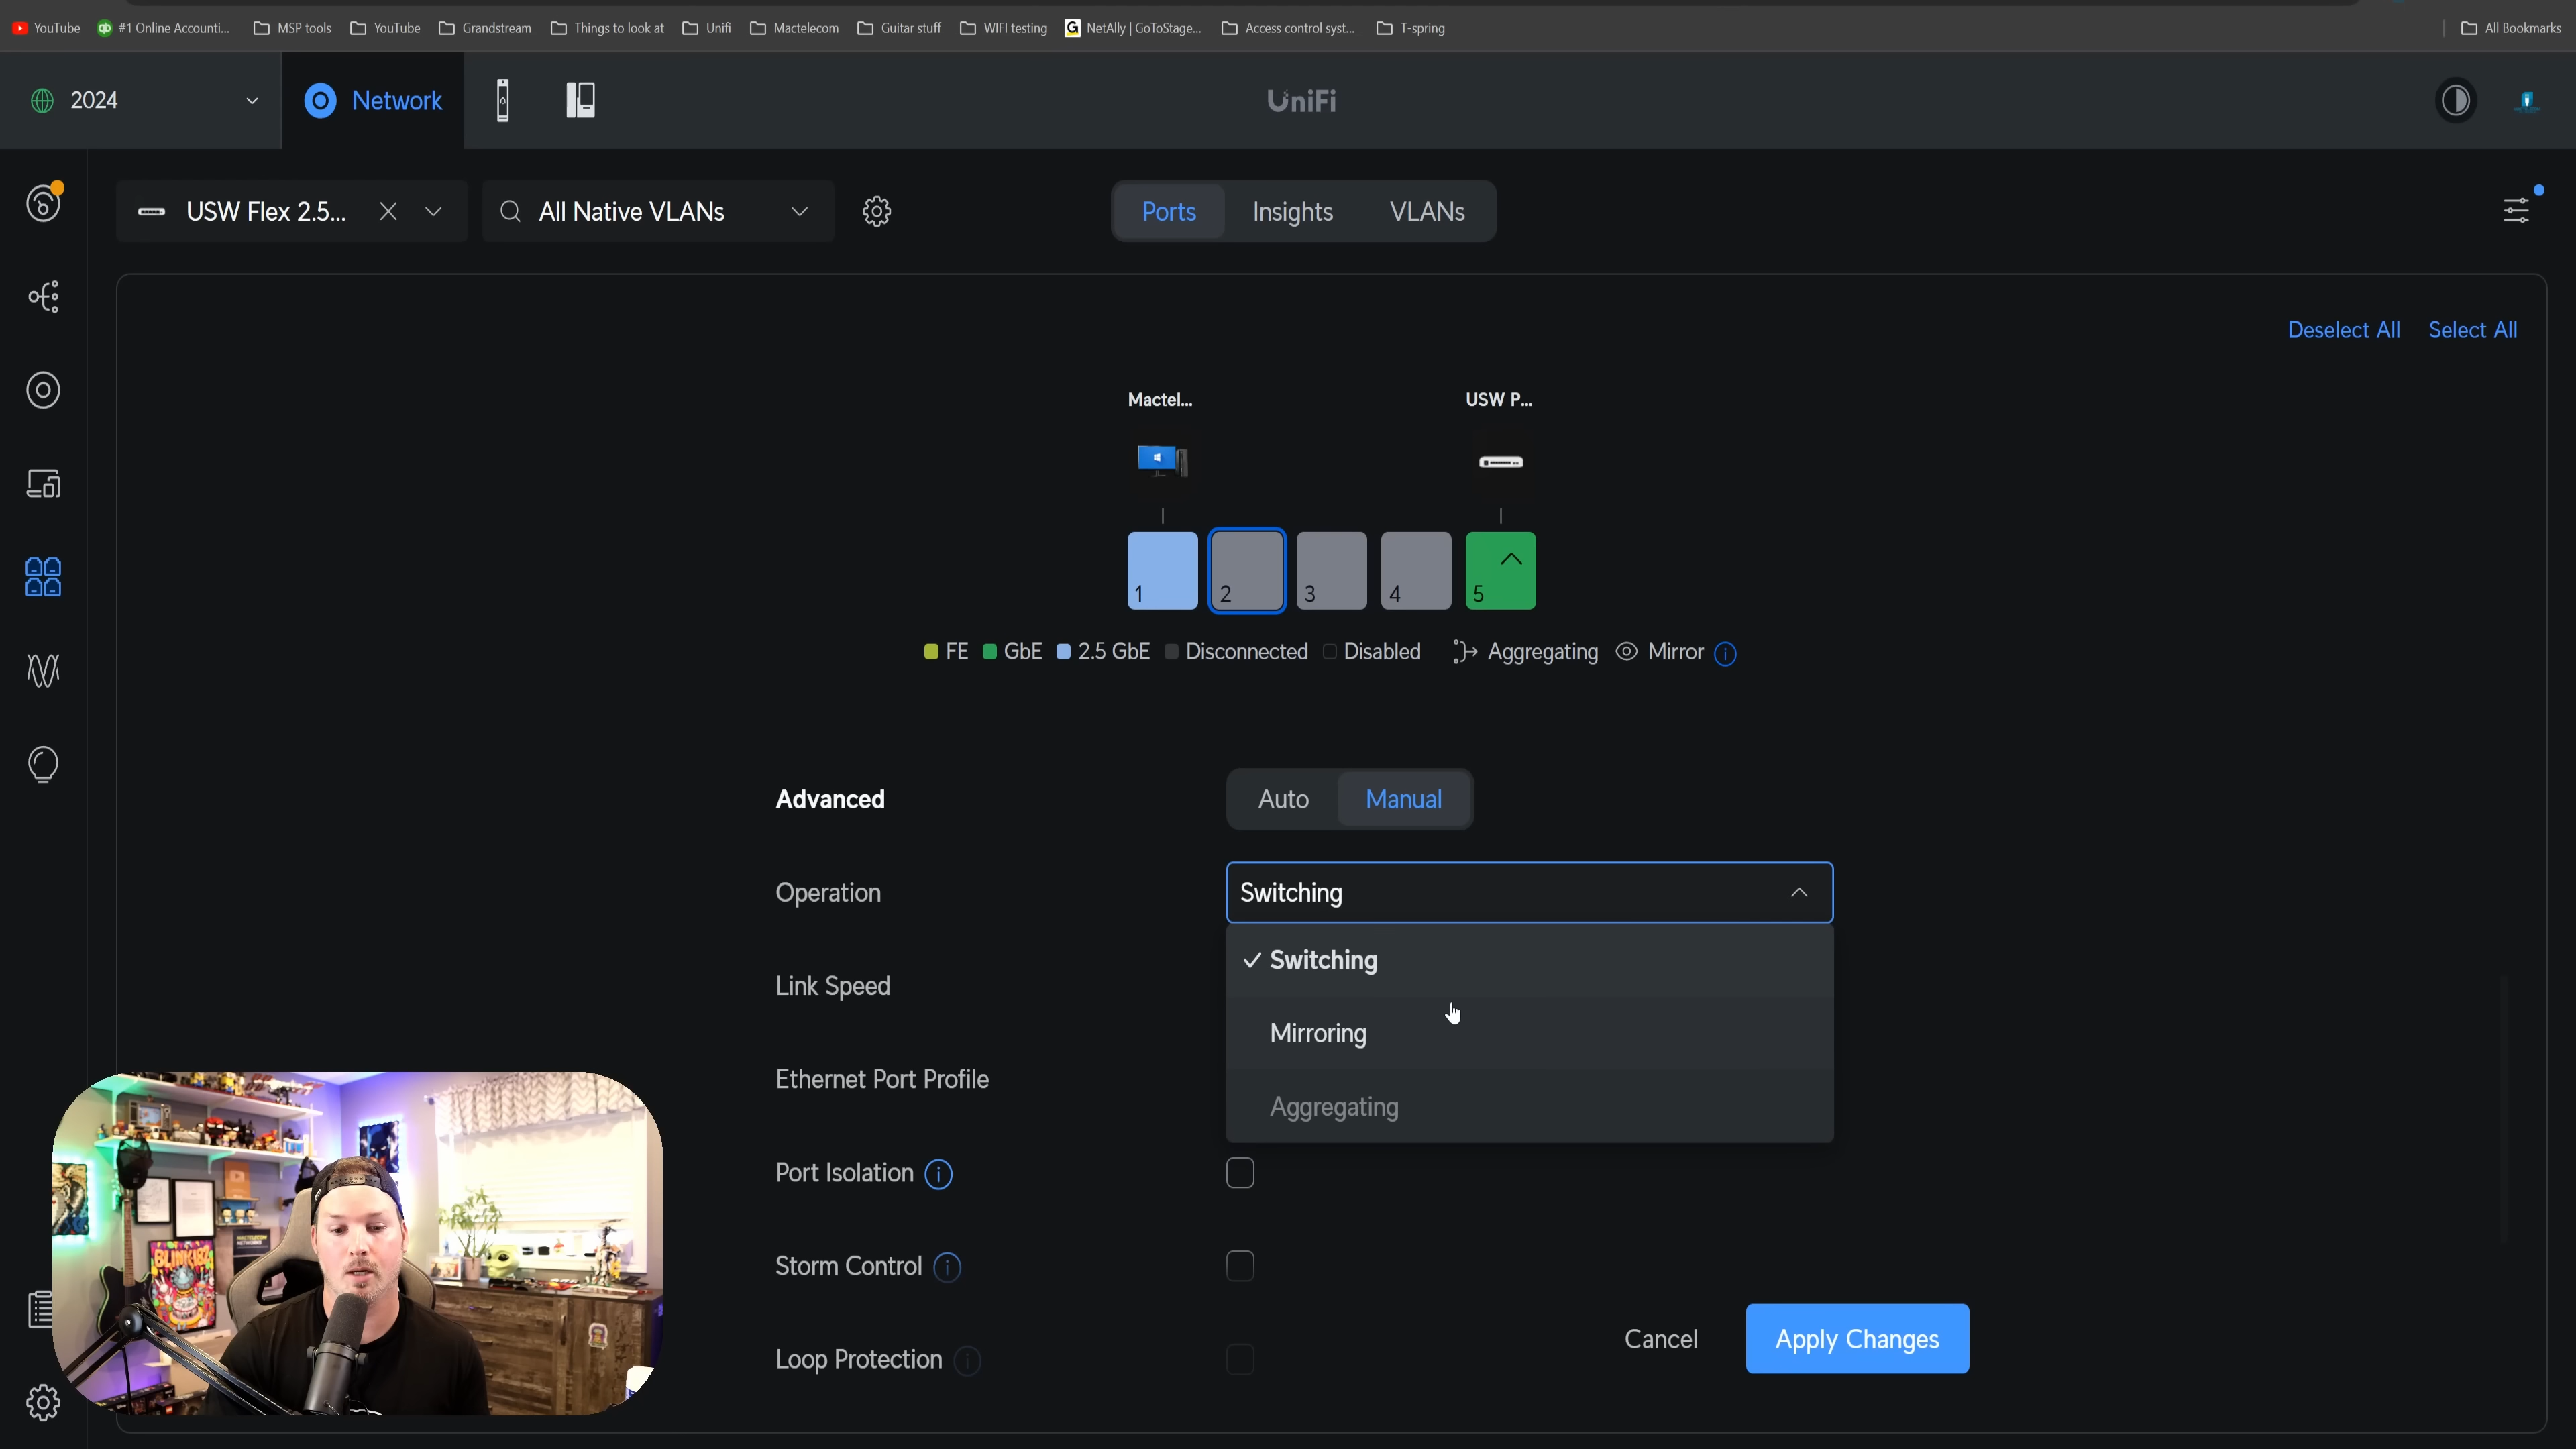 YouTube #1 Online Accounti... MSP tools YouTube Grandstream Things to look at Unifi Mactelecom Guitar stuff WIFI testing NetAlly | GoToStage... Access control syst... T-spring All Bookmarks
2024 Network UniFi
USW Flex 2.5... All Native VLANs Ports Insights VLANs
Deselect All Select All
Mactel... USW P...
1 2 3 4 5
FE GbE 2.5 GbE Disconnected Disabled Aggregating Mirror
Advanced Auto Manual
Operation Switching
Switching
Link Speed
Mirroring
Ethernet Port Profile
Aggregating
Port Isolation
Storm Control
Loop Protection
Cancel Apply Changes
BLINK182